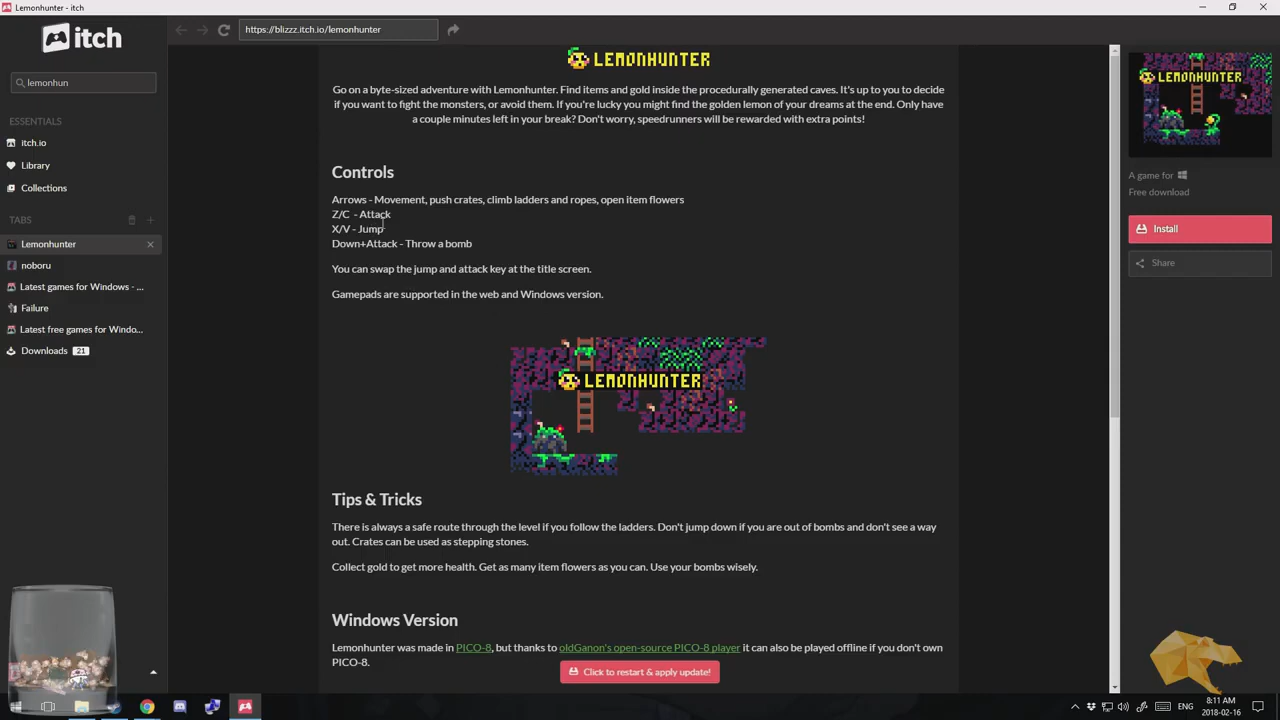 Lemonhunter - itch
itch
https://blizzz.itch.io/lemonhunter
lemonhun
ESSENTIALS
itch.io
Library
Collections
TABS
Lemonhunter
noboru
Latest games for Windows - ...
Failure
Latest free games for Windo...
Downloads 21
LEMONHUNTER
Go on a byte-sized adventure with Lemonhunter. Find items and gold inside the procedurally generated caves. It's up to you to decide
if you want to fight the monsters, or avoid them. If you're lucky you might find the golden lemon of your dreams at the end. Only have
a couple minutes left in your break? Don't worry, speedrunners will be rewarded with extra points!
Controls
Arrows - Movement, push crates, climb ladders and ropes, open item flowers
Z/C - Attack
X/V - Jump
Down+Attack - Throw a bomb
You can swap the jump and attack key at the title screen.
Gamepads are supported in the web and Windows version.
LEMONHUNTER
Tips & Tricks
There is always a safe route through the level if you follow the ladders. Don't jump down if you are out of bombs and don't see a way
out. Crates can be used as stepping stones.
Collect gold to get more health. Get as many item flowers as you can. Use your bombs wisely.
Windows Version
Lemonhunter was made in PICO-8, but thanks to oldGanon's open-source PICO-8 player it can also be played offline if you don't own
PICO-8.
Click to restart & apply update!
LEMONHUNTER
A game for
Free download
Install
Share
ENG
8:11 AM
2018-02-16